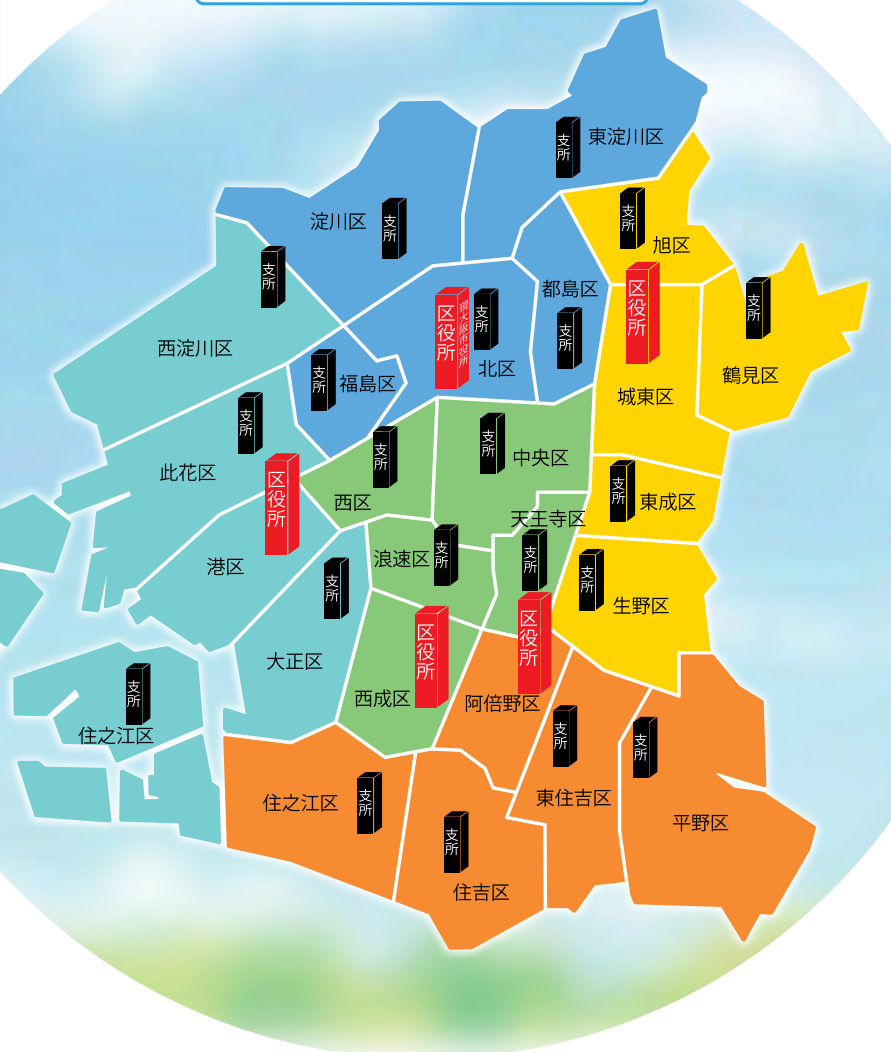 支所
東淀川区
淀川区
支所
支所
旭区
支所
西淀川区
区役所
現大阪市役所
支所
北区
都島区
支所
区役所
城東区
支所
鶴見区
支所
福島区
支所
此花区
支所
西区
支所
中央区
支所
東成区
区役所
港区
浪速区
支所
天王寺区
支所
支所
生野区
支所
大正区
区役所
西成区
区役所
阿倍野区
支所
住之江区
支所
東住吉区
支所
平野区
住之江区
支所
支所
住吉区